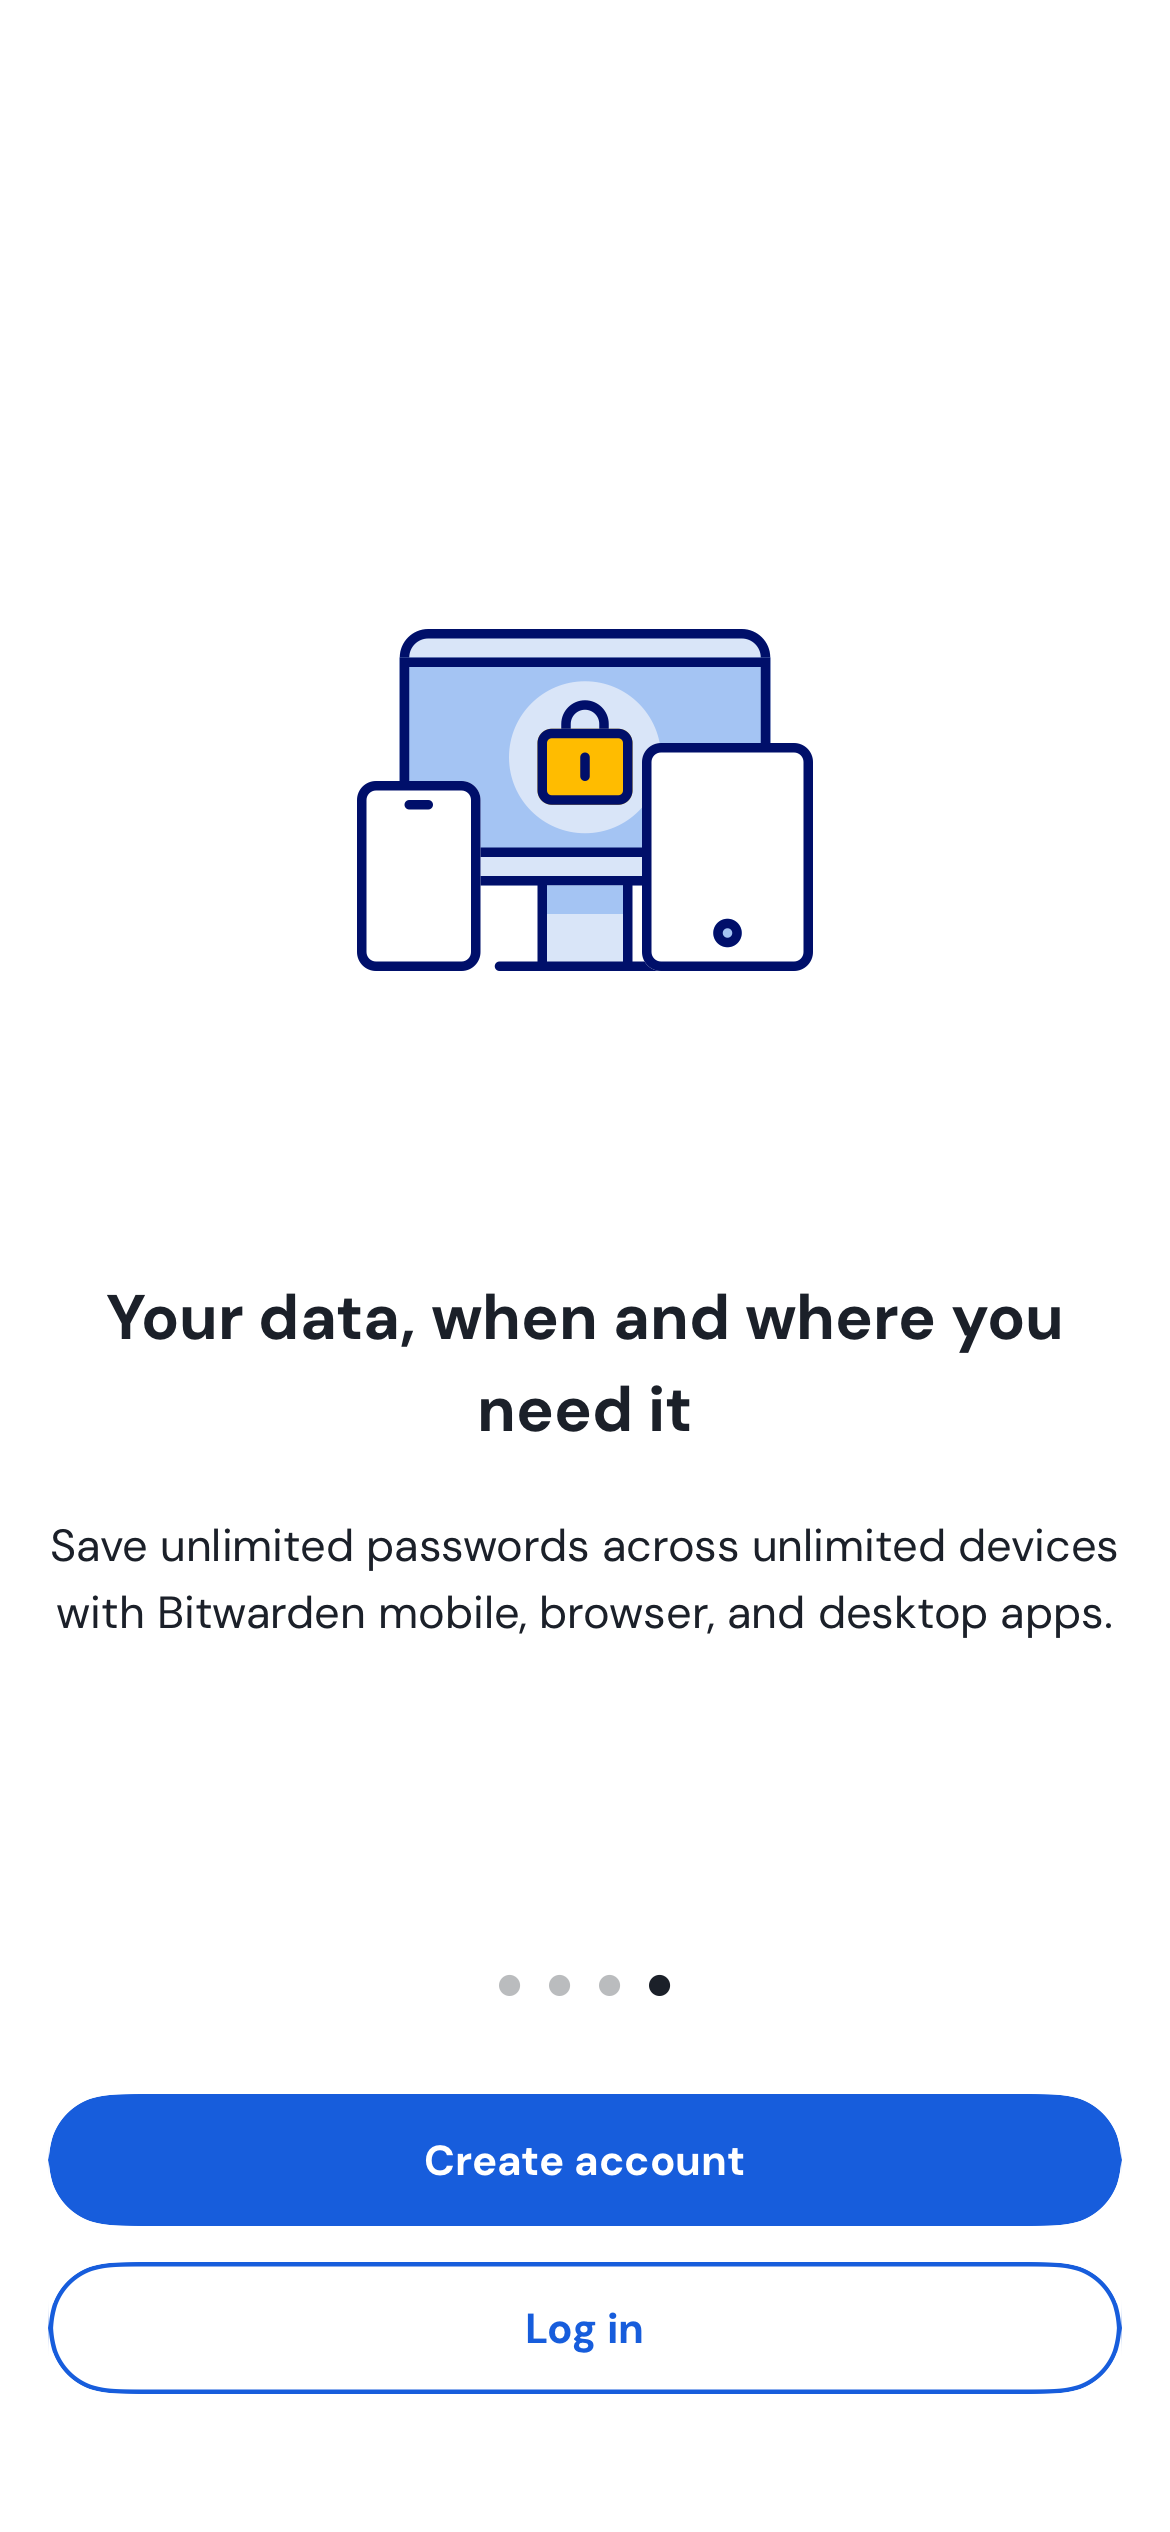 Your data, when and where you
need it
Save unlimited passwords across unlimited devices
with Bitwarden mobile, browser, and desktop apps.
Create account
Log in